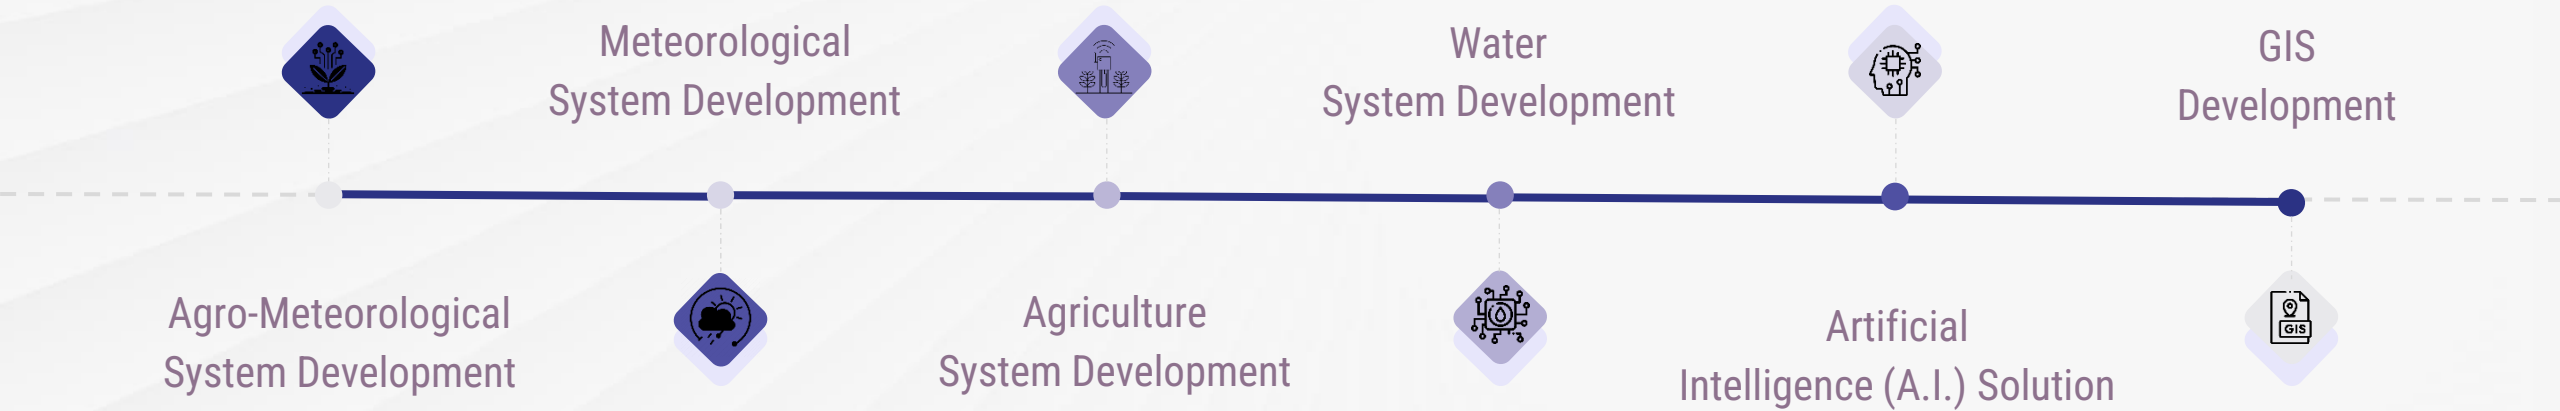 Meteorological
System Development
Water
System Development
GIS
Development
Agro-Meteorological
System Development
Agriculture
System Development
Artificial
Intelligence (A.I.) Solution
GIS